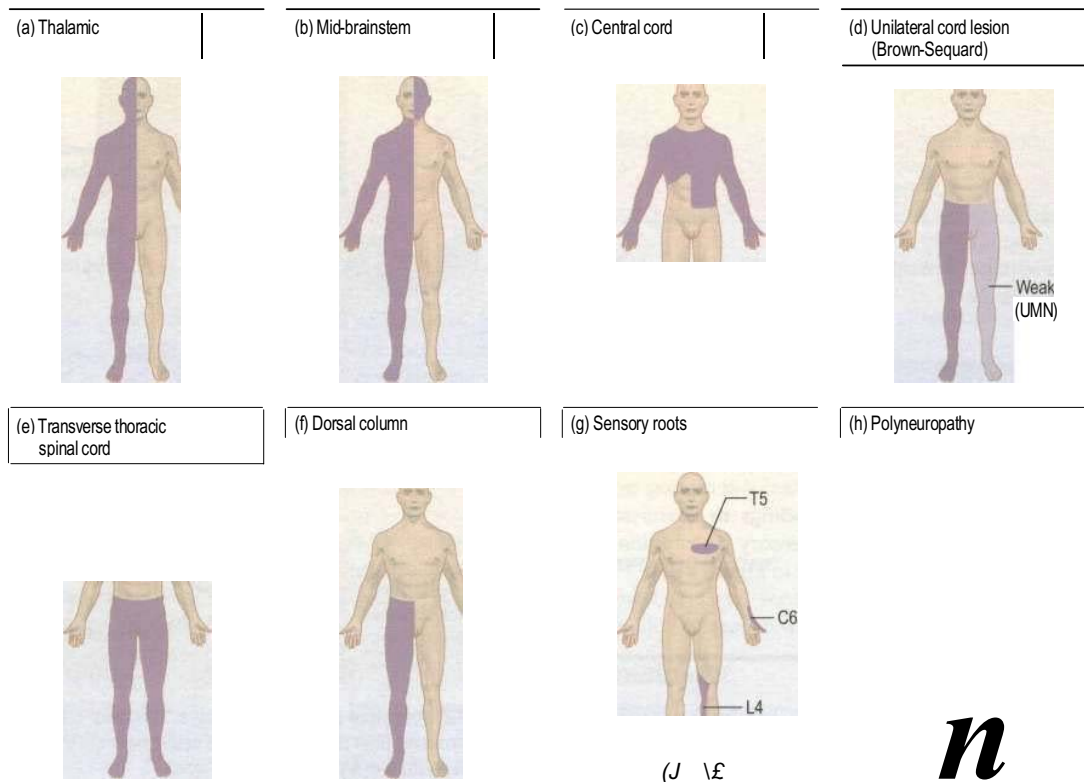 (a) Thalamic
(b) Mid-brainstem
(c) Central cord
(d) Unilateral cord lesion
(Brown-Sequard)
Weak
(UMN)
(e) Transverse thoracic
spinal cord
(f) Dorsal column
(g) Sensory roots
(h) Polyneuropathy
T5
C6
L4
(J \£
n